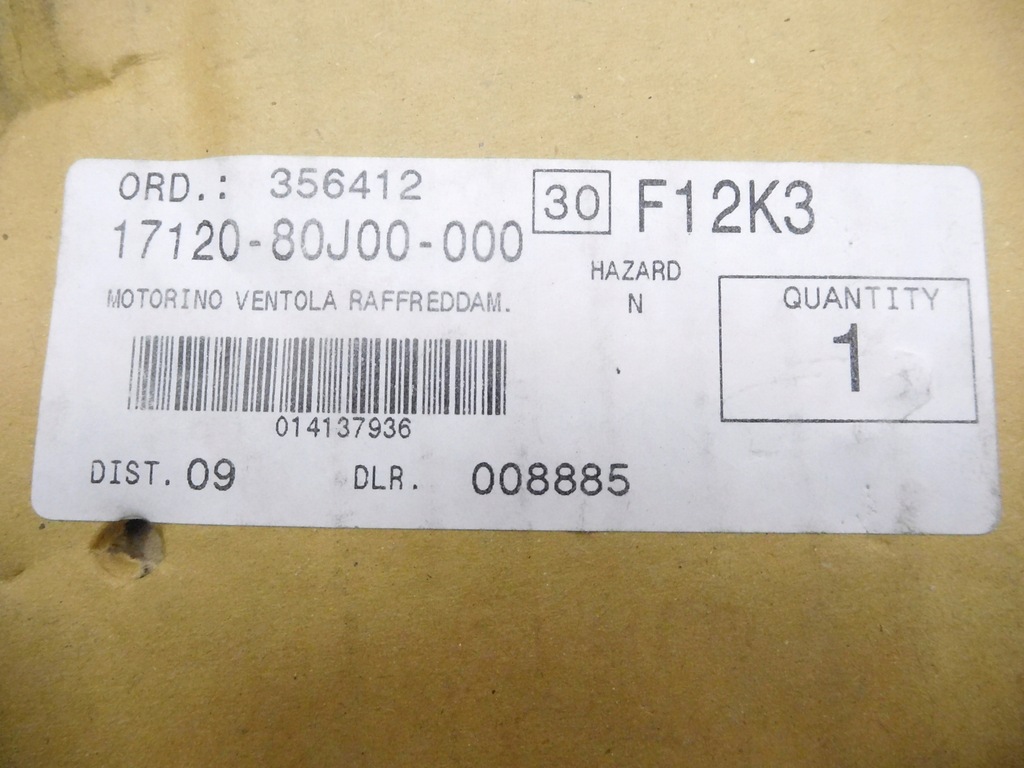 ORD.: 356412 30 F12K3
17120-80J00-000
HAZARD
MOTORINO VENTOLA RAFFREDDAM. N QUANTITY
1
014137936
DIST. 09 DLR. 008885